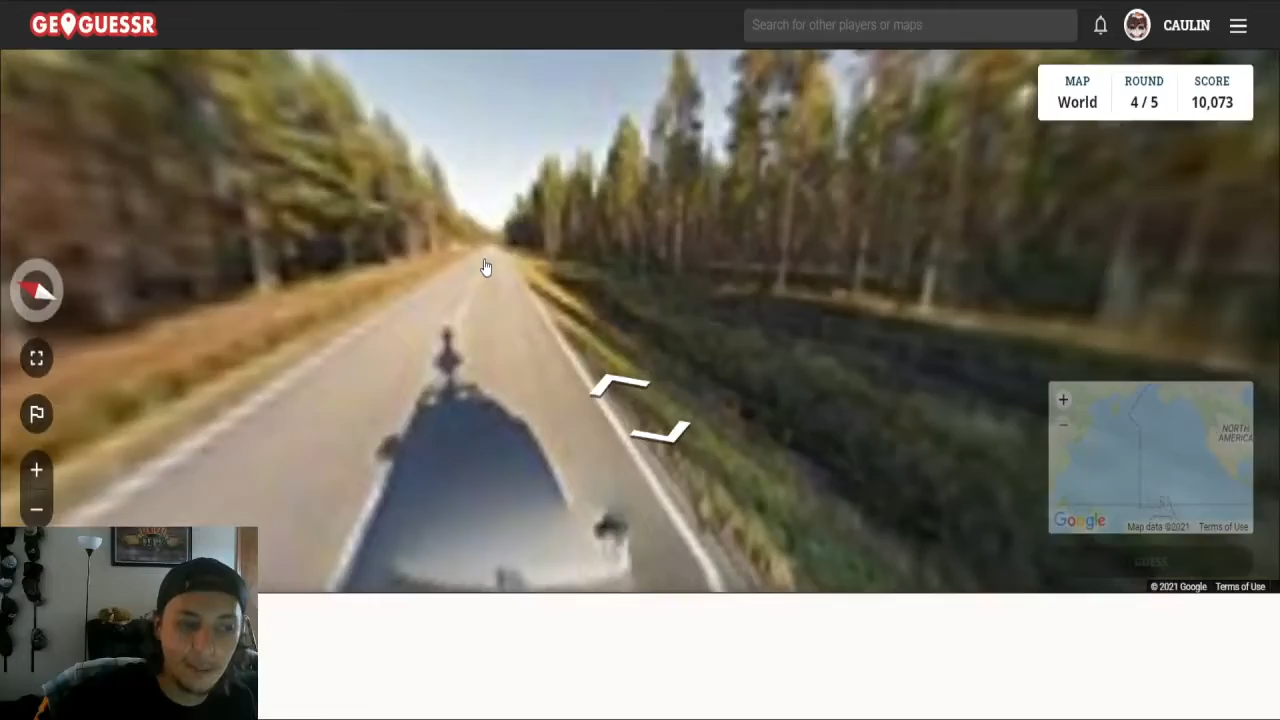 GEOGUESSR
Search for other players or maps
CAULIN
MAP
World
ROUND
4 / 5
SCORE
10,073
NORTH
AMERICA
Google
Map data ©2021
Terms of Use
GUESS
© 2021 Google
Terms of Use